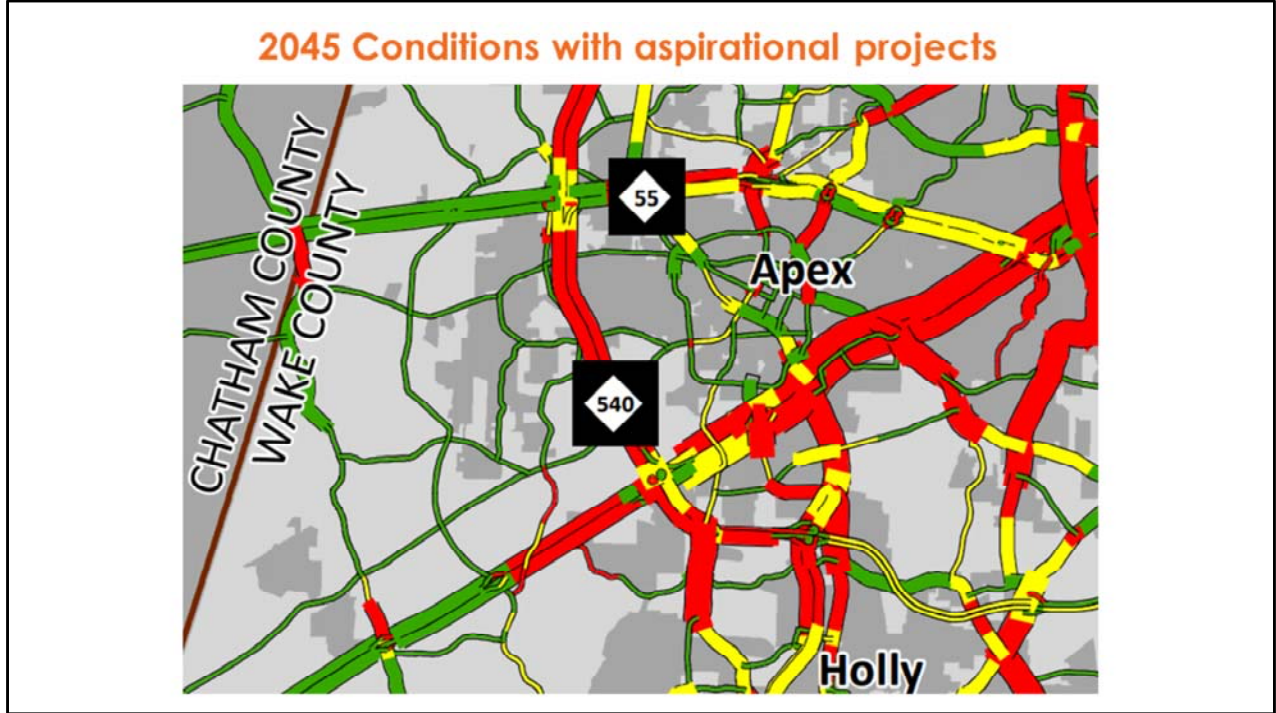 2045 Conditions with aspirational projects
CHATHAM COUNTY
WAKE COUNTY
55
Apex
540
Holly